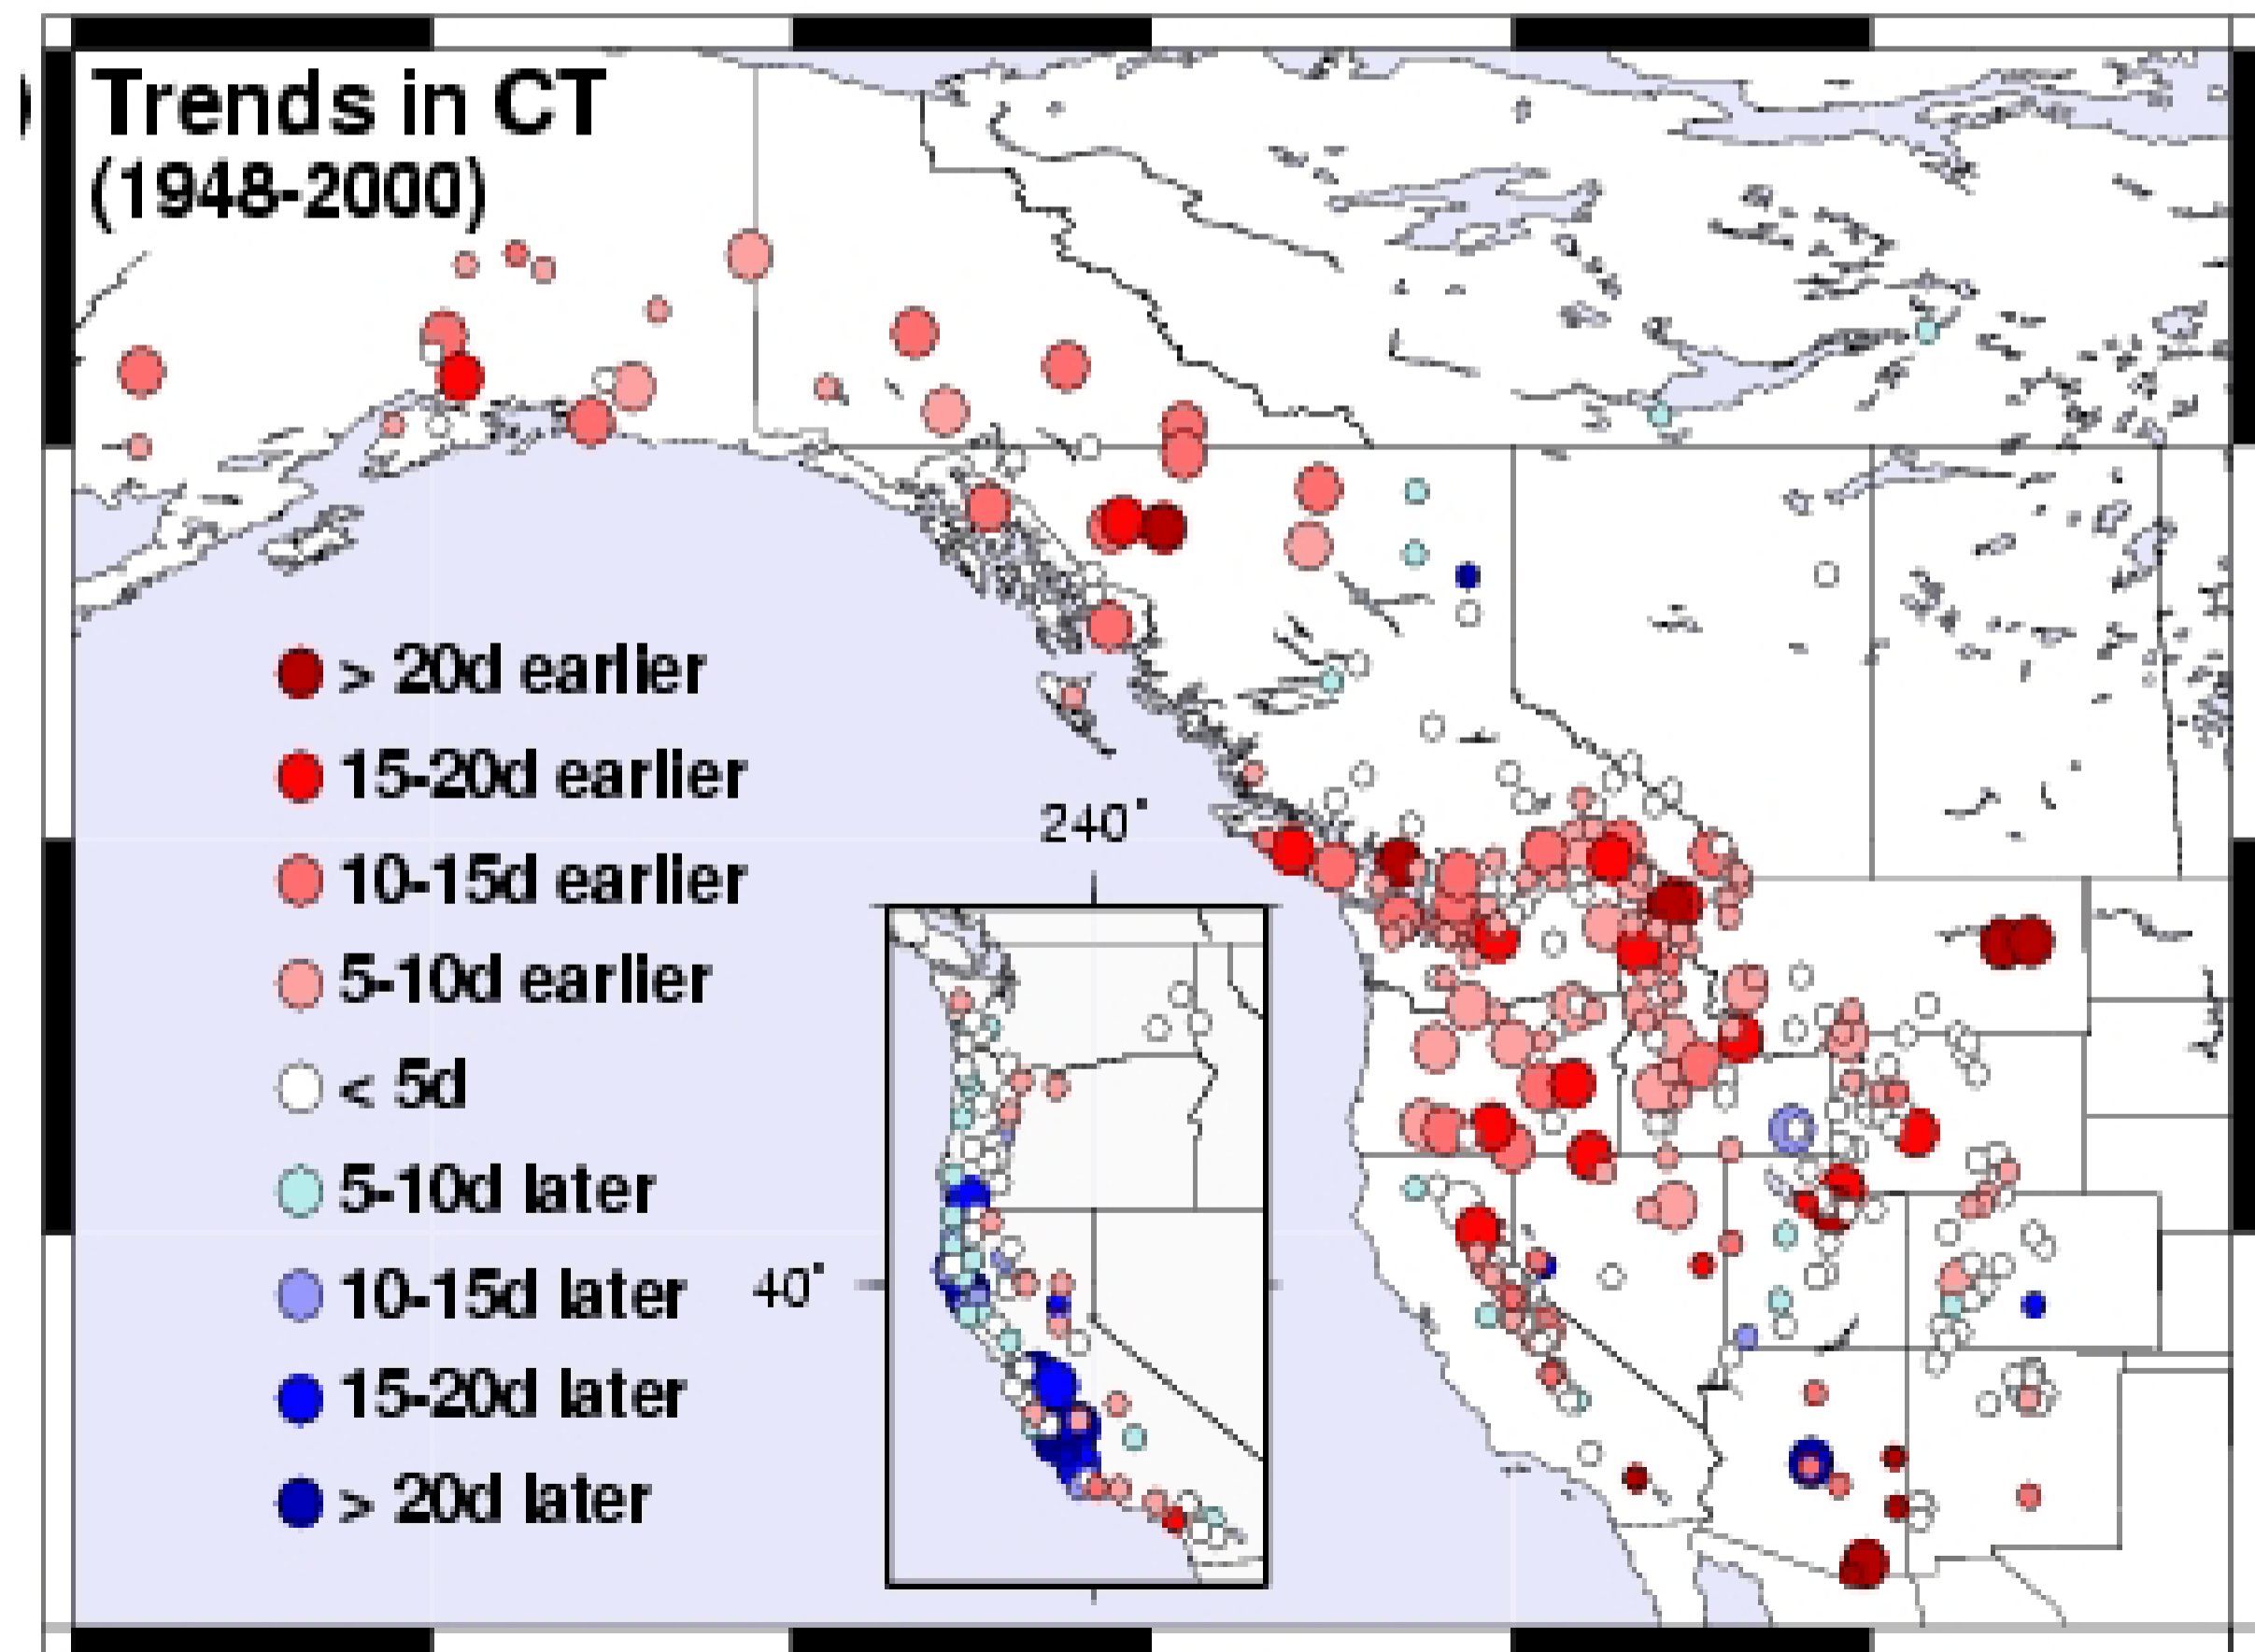 Trends in CT
(1948-2000)
> 20d earlier
15-20d earlier
10-15d earlier
5-10d earlier
< 5d
5-10d later
10-15d later
15-20d later
> 20d later
240°
40°